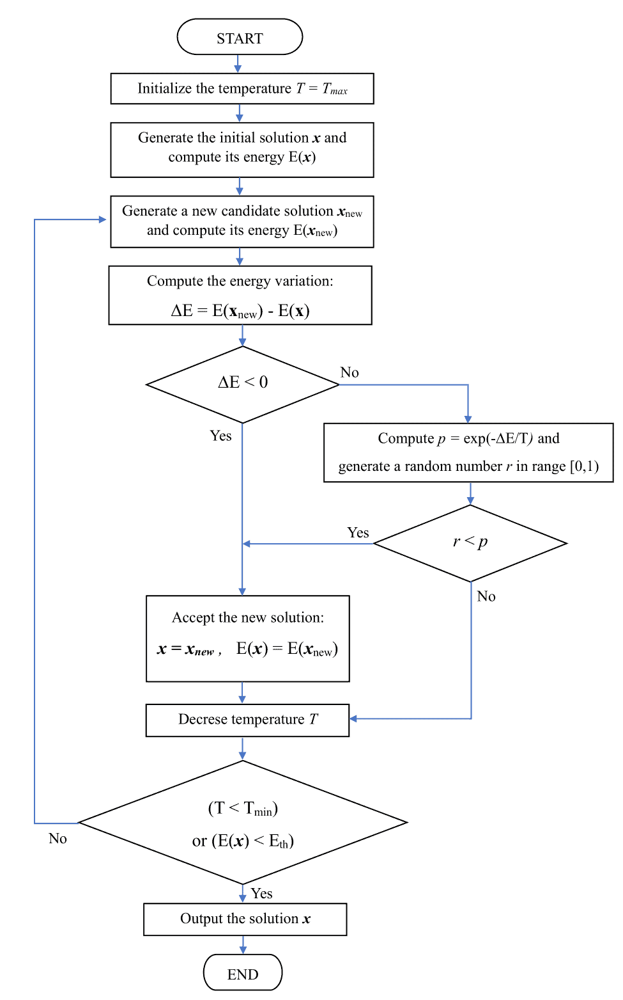 START
Initialize the temperature T = Tmax
Generate the initial solution x and
compute its energy E(x)
Generate a new candidate solution xnew
and compute its energy E(xnew)
Compute the energy variation:
ΔE = E(xnew) - E(x)
ΔE < 0
No
Yes
Compute p = exp(-ΔE/T) and
generate a random number r in range [0,1)
r < p
Yes
No
Accept the new solution:
x = xnew , E(x) = E(xnew)
Decrese temperature T
(T < Tmin)
or (E(x) < Eth)
No
Yes
Output the solution x
END